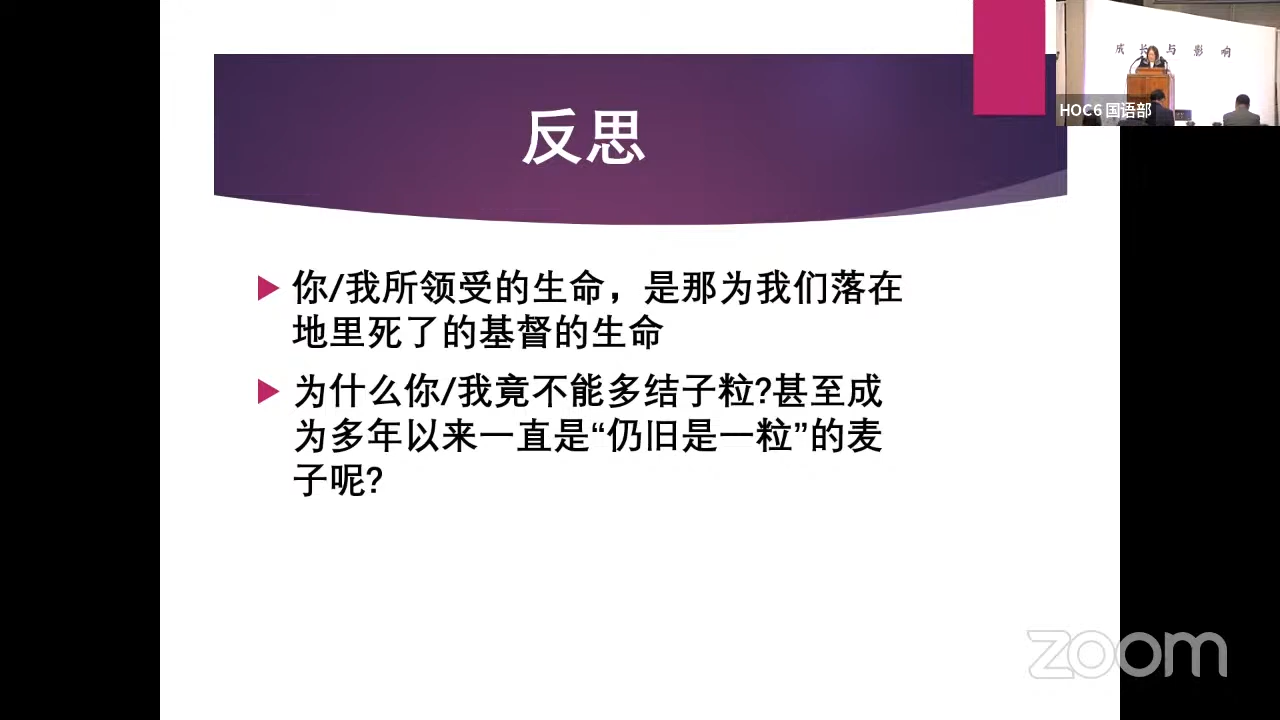 反思
成长与影响
HOC6 国语部
你/我所领受的生命，是那为我们落在
地里死了的基督的生命
为什么你/我竟不能多结子粒?甚至成
为多年以来一直是“仍旧是一粒”的麦
子呢?
zoom